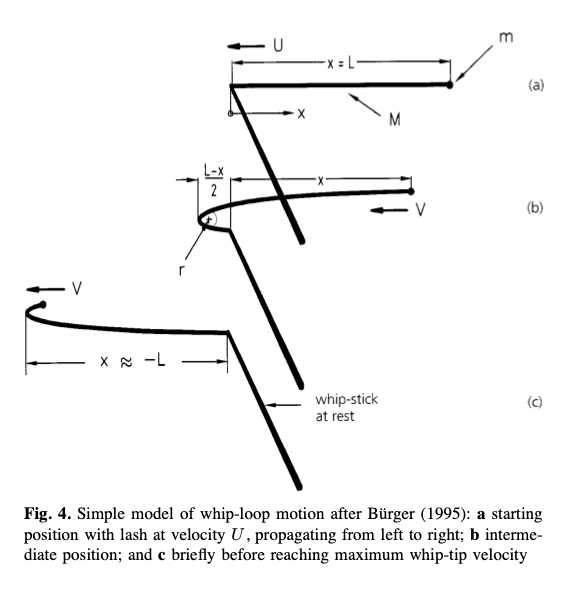 U
m
x = L
(a)
x
M
L-x
2
x
(b)
V
r
V
x ≈ -L
whip-stick
at rest
(c)
Fig. 4. Simple model of whip-loop motion after Bürger (1995): a starting
position with lash at velocity U, propagating from left to right; b interme-
diate position; and c briefly before reaching maximum whip-tip velocity